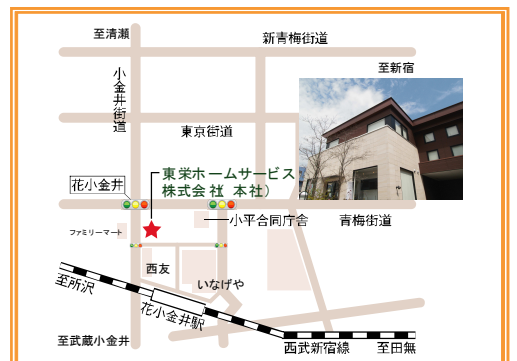 至清瀬
新青梅街道
至新宿
小金井街道
東京街道
東栄ホームサービス
株式会社( 本社)
花小金井
小平合同庁舎
青梅街道
ファミリーマート
西友
いなげや
至所沢
花小金井駅
至武蔵小金井
西武新宿線
至田無